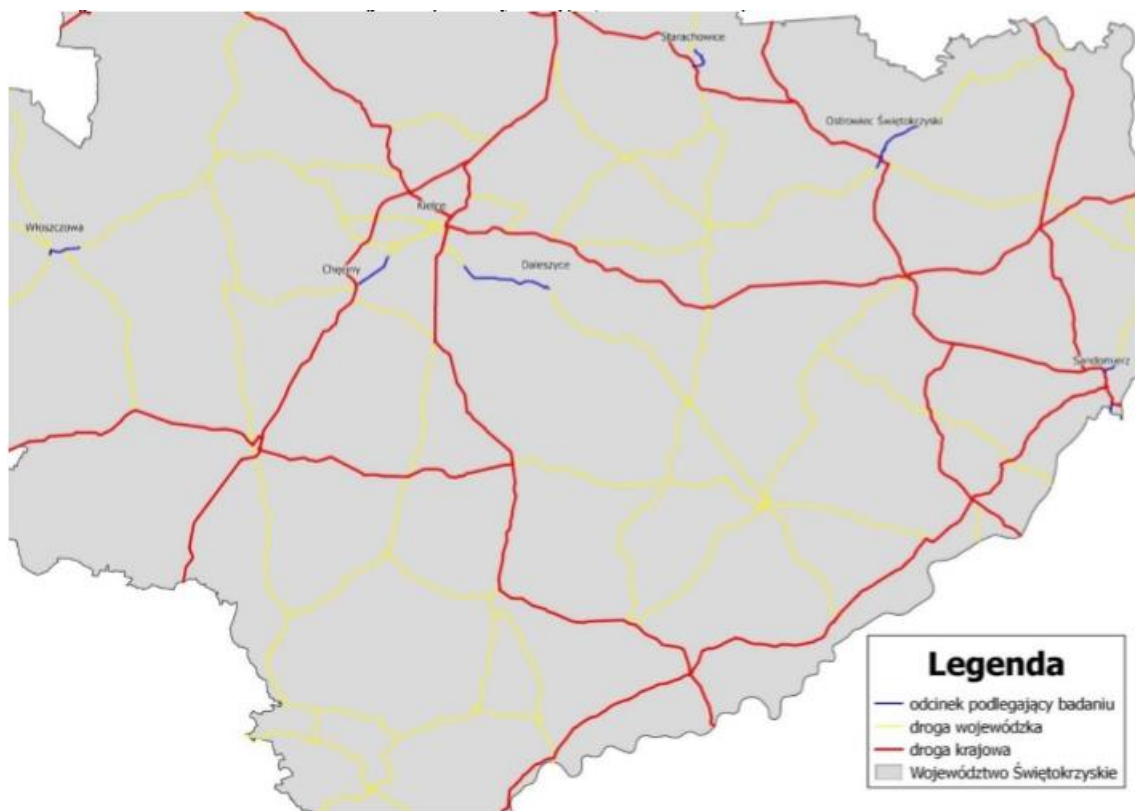 Starachowice
Ostrowiec Świętokrzyski
Kielce
Włoszczowa
Chęciny
Daleszyce
Sandomierz
Legenda
odcinek podlegający badaniu
droga wojewódzka
droga krajowa
Województwo Świętokrzyskie